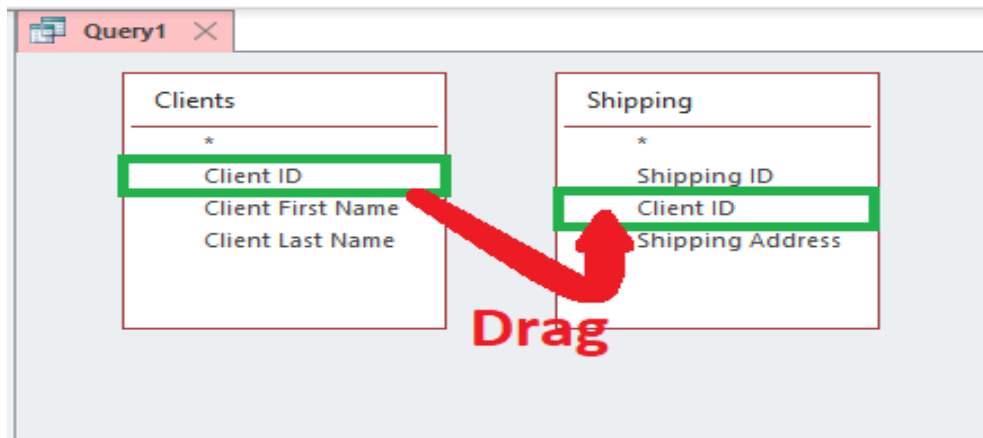 Query1
Clients
*
Client ID
Client First Name
Client Last Name
Shipping
*
Shipping ID
Client ID
Shipping Address
Drag